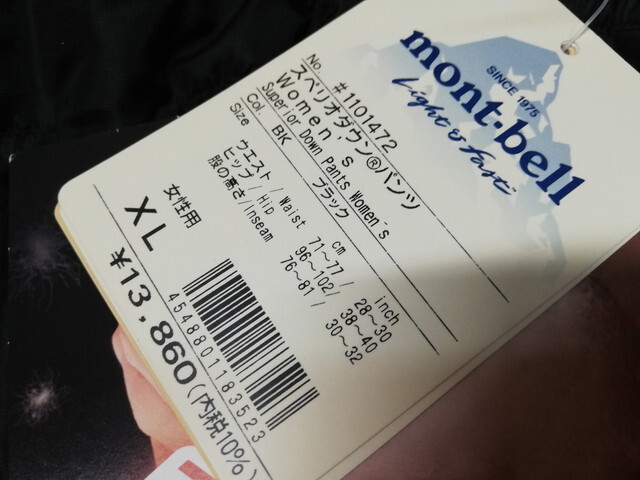 mont-bell
SINCE 1975
Light & Fast
No. #1101472
スペリオダウン®パンツ
Women's
Superior Down Pants Women's
Col. BK ブラック
Size cm inch
ウエスト/Waist 71~77/ 28~30
ヒップ/Hip 96~102/ 38~40
股の高さ/Inseam 76~81/ 30~32
女性用
XL
4548801183523
¥13,860(内税10%)